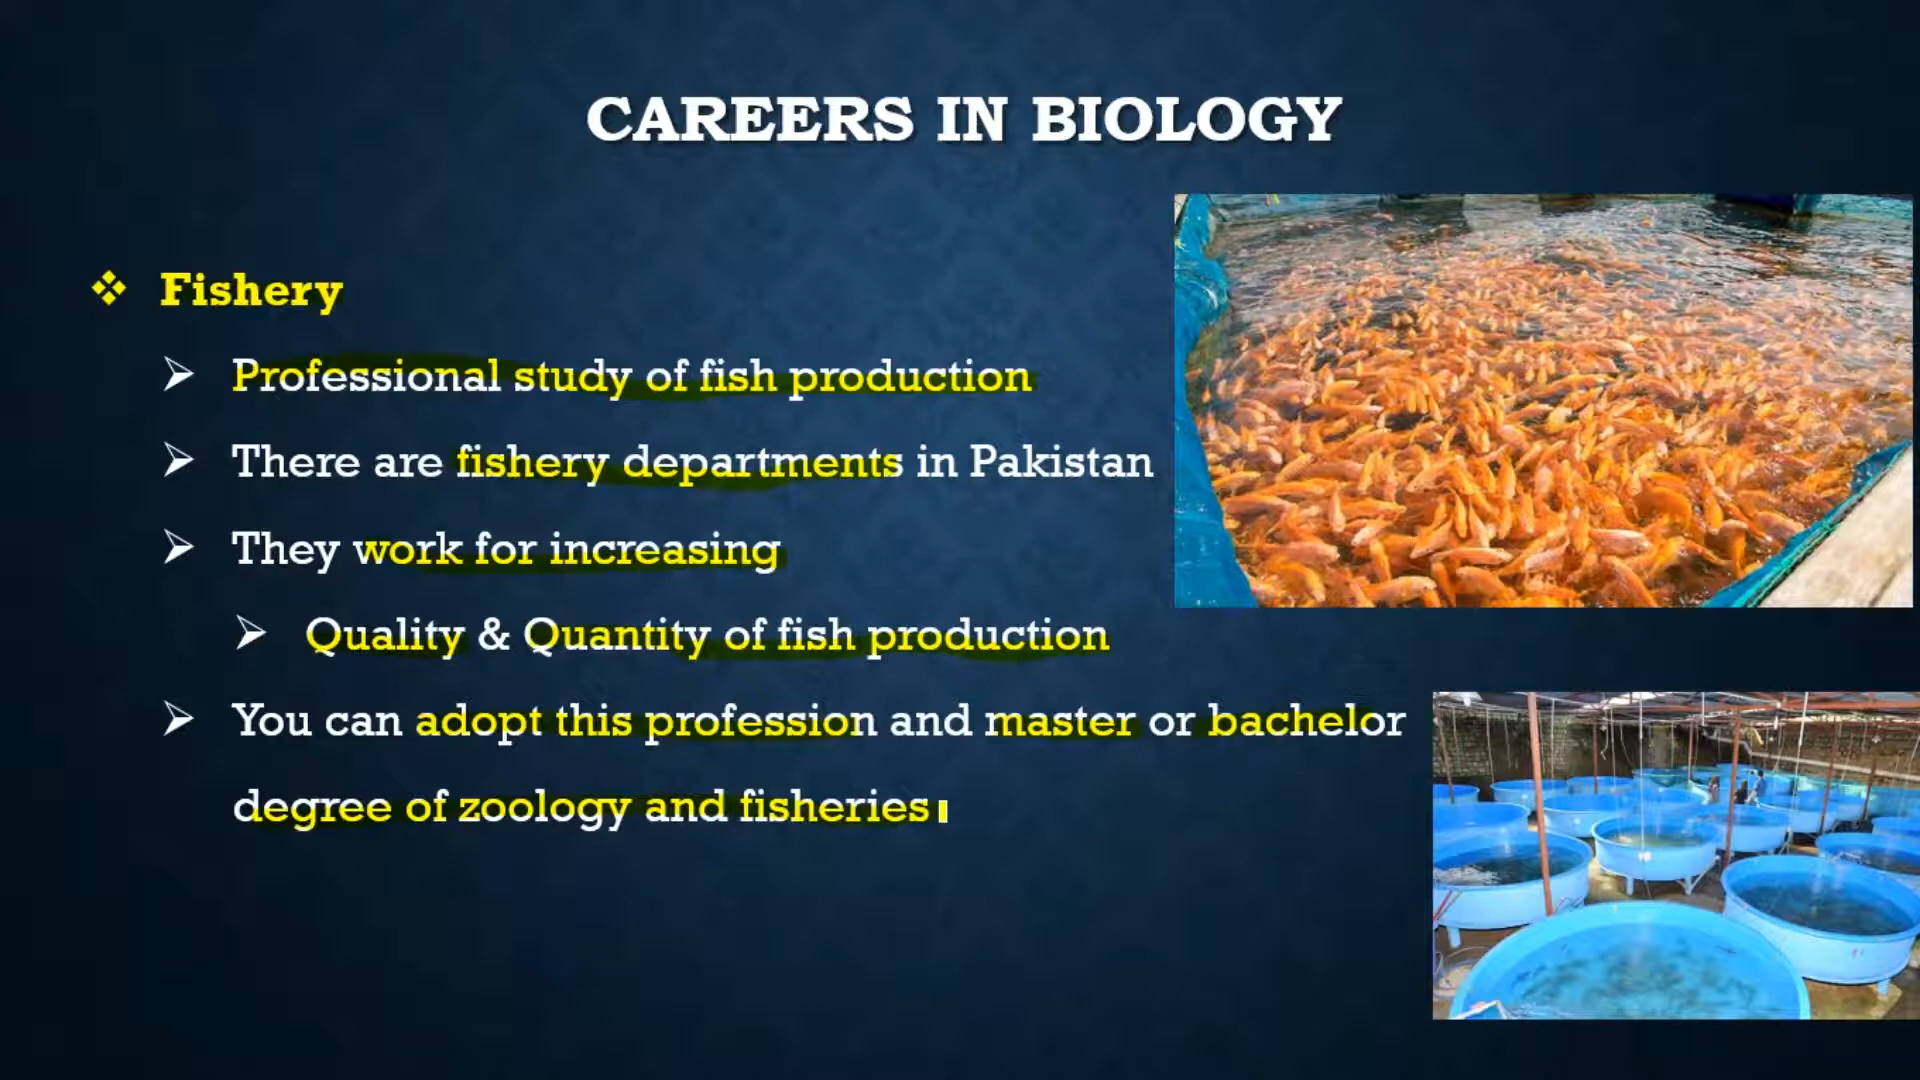 CAREERS IN BIOLOGY
Fishery
Professional study of fish production
There are fishery departments in Pakistan
They work for increasing
Quality & Quantity of fish production
You can adopt this profession and master or bachelor
degree of zoology and fisheries